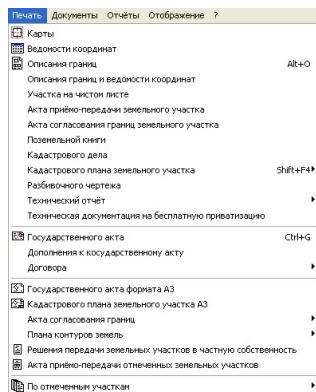 Печать Документы Отчёты Отображение ?
Карты
Ведомости координат
Описания границ Alt+O
Описания границ и ведомости координат
Участка на чистом листе
Акта приёмо-передачи земельного участка
Акта согласования границ земельного участка
Поземельной книги
Кадастрового дела
Кадастрового плана земельного участка Shift+F4
Разбивочного чертежа
Технический отчёт
Техническая документация на бесплатную приватизацию
Государственного акта Ctrl+G
Дополнения к косударственному акту
Договора
Государственного акта формата А3
Кадастрового плана земельного участка А3
Акта согласования границ
Плана контуров земель
Решения передачи земельных участков в частную собственность
Акта приёмо-передачи отмеченных земельных участков
По отмеченным участкам